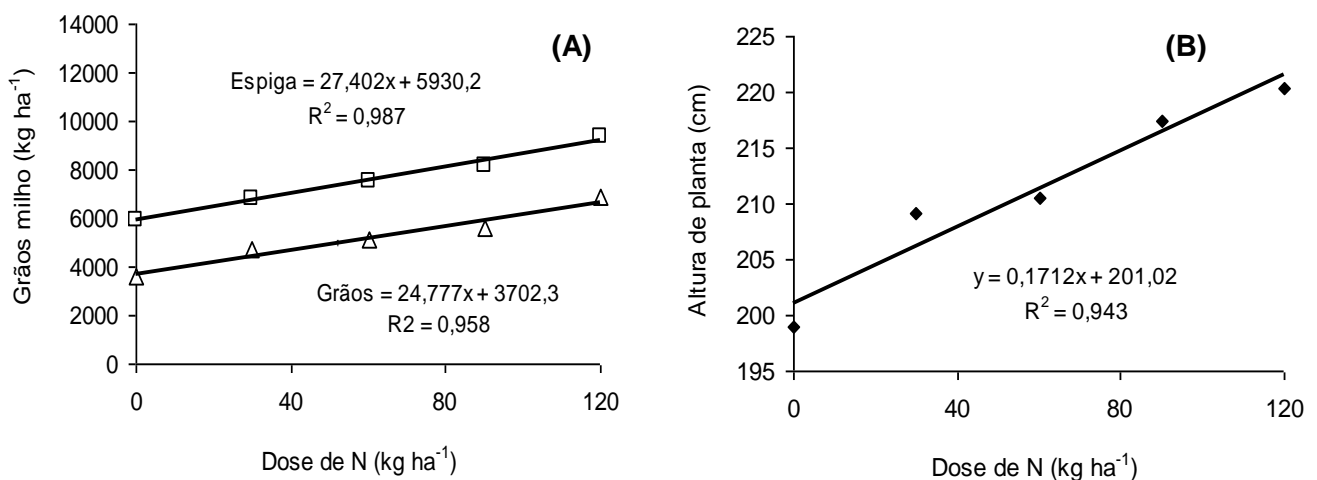 (A)
Grãos milho (kg ha⁻¹)
14000
12000
10000
8000
6000
4000
2000
0
Espiga = 27,402x + 5930,2
R² = 0,987
Grãos = 24,777x + 3702,3
R2 = 0,958
0 40 80 120
Dose de N (kg ha⁻¹)
(B)
Altura de planta (cm)
225
220
215
210
205
200
195
y = 0,1712x + 201,02
R² = 0,943
0 40 80 120
Dose de N (kg ha⁻¹)